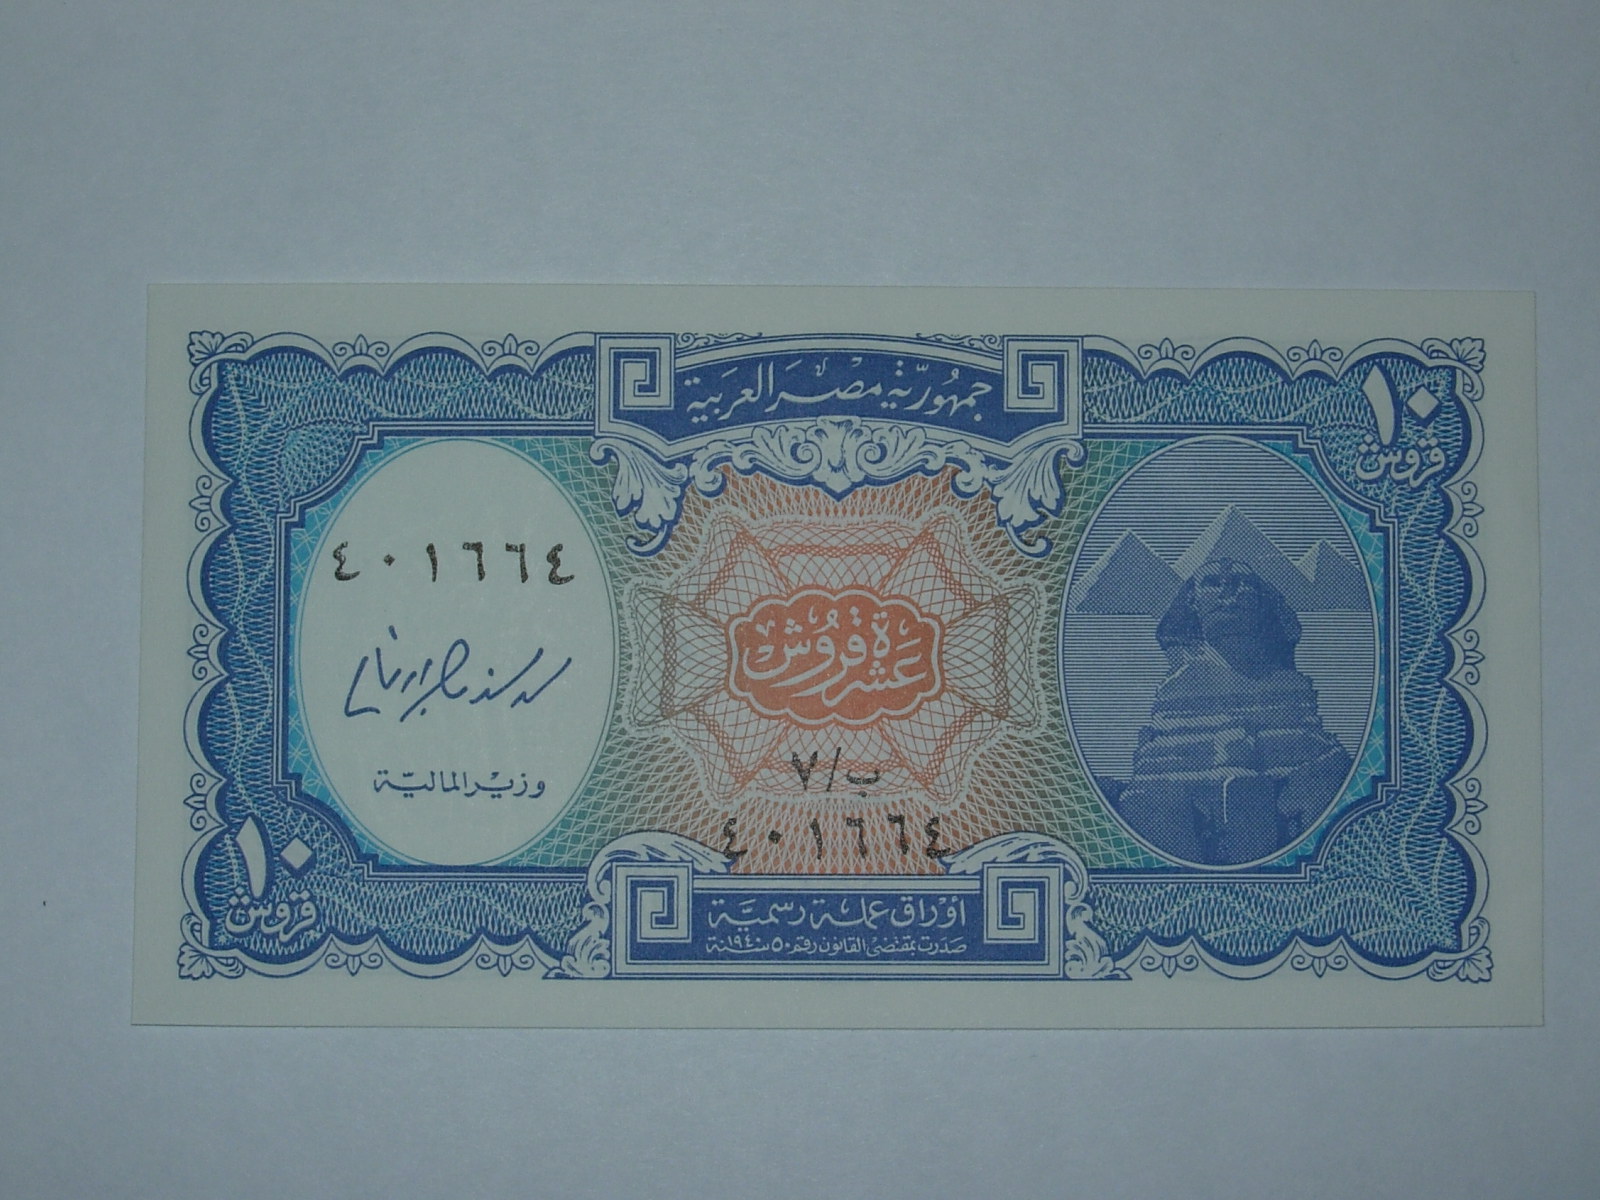 جمهورية مصر العربية
١٠
قروش
٤٠١٦٦٤
عشرة قروش
وزير المالية
ب/٧
٤٠١٦٦٤
١٠
قروش
أوراق عملة رسمية
صدرت بمقتضى القانون رقم ٥٠ لسنة ١٩٤٠